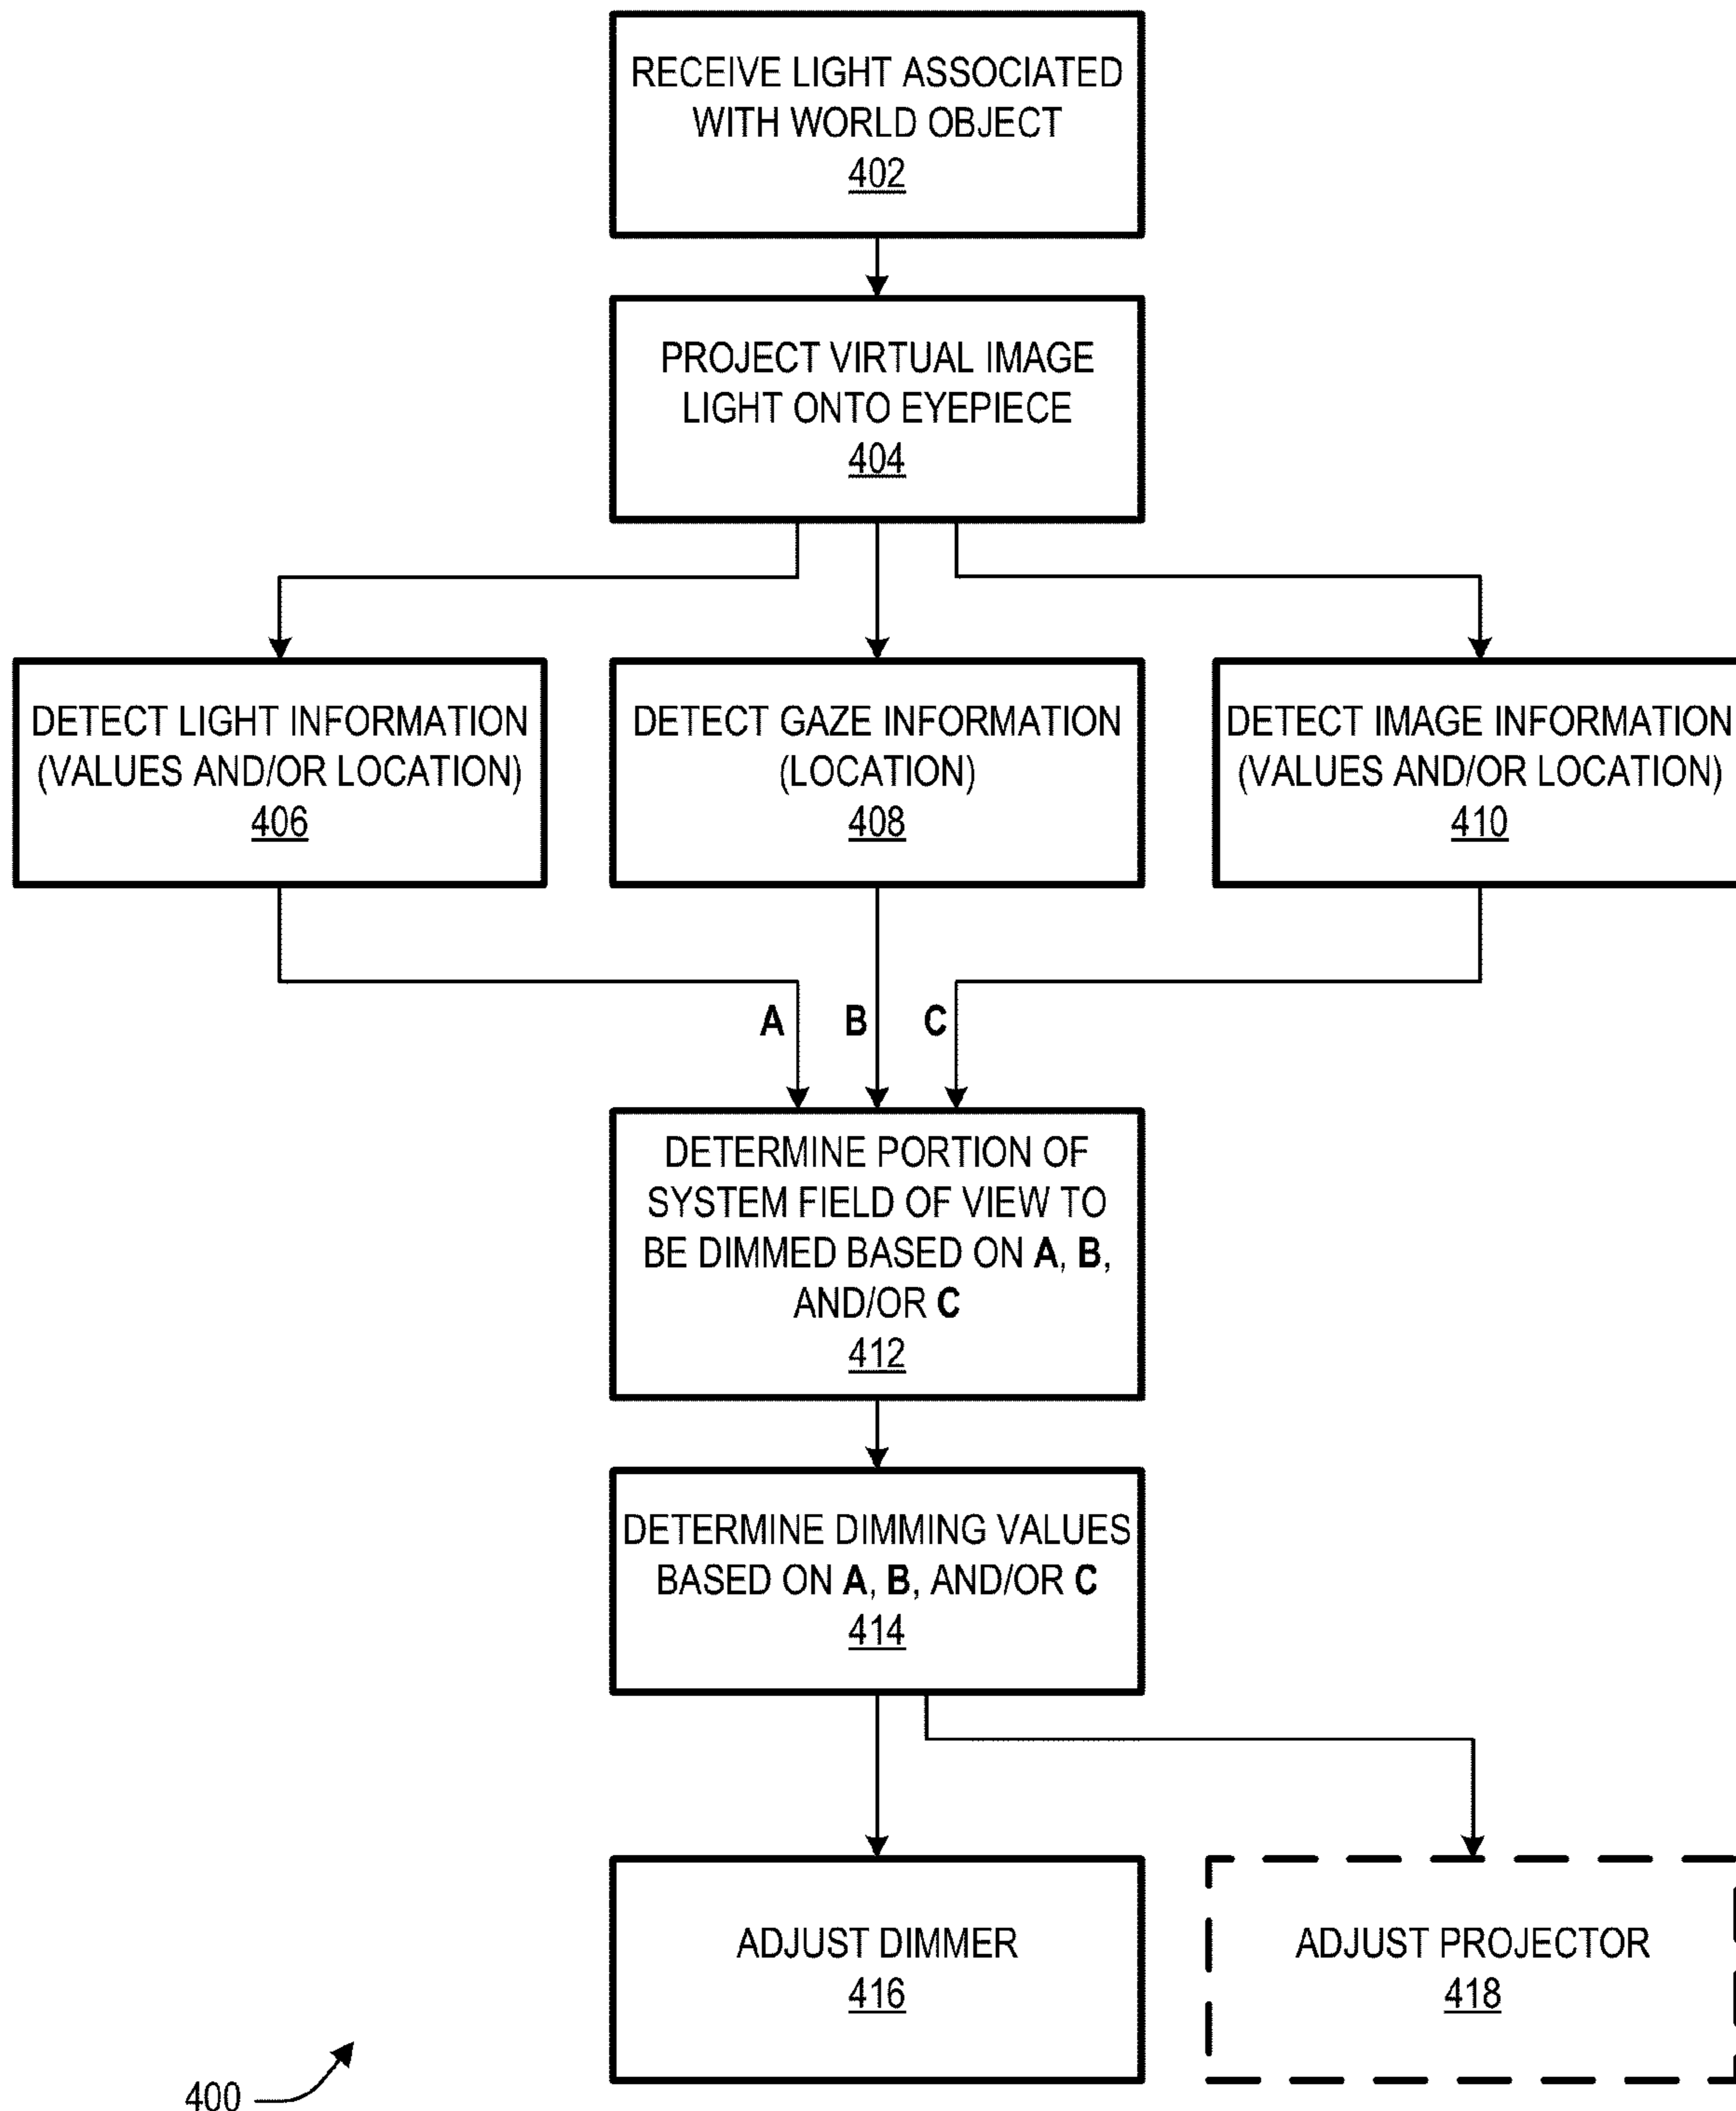 RECEIVE LIGHT ASSOCIATED
WITH WORLD OBJECT
402
PROJECT VIRTUAL IMAGE
LIGHT ONTO EYEPIECE
404
DETECT LIGHT INFORMATION
(VALUES AND/OR LOCATION)
406
DETECT GAZE INFORMATION
(LOCATION)
408
DETECT IMAGE INFORMATION
(VALUES AND/OR LOCATION)
410
A
B
C
DETERMINE PORTION OF
SYSTEM FIELD OF VIEW TO
BE DIMMED BASED ON A, B,
AND/OR C
412
DETERMINE DIMMING VALUES
BASED ON A, B, AND/OR C
414
ADJUST DIMMER
416
ADJUST PROJECTOR
418
400